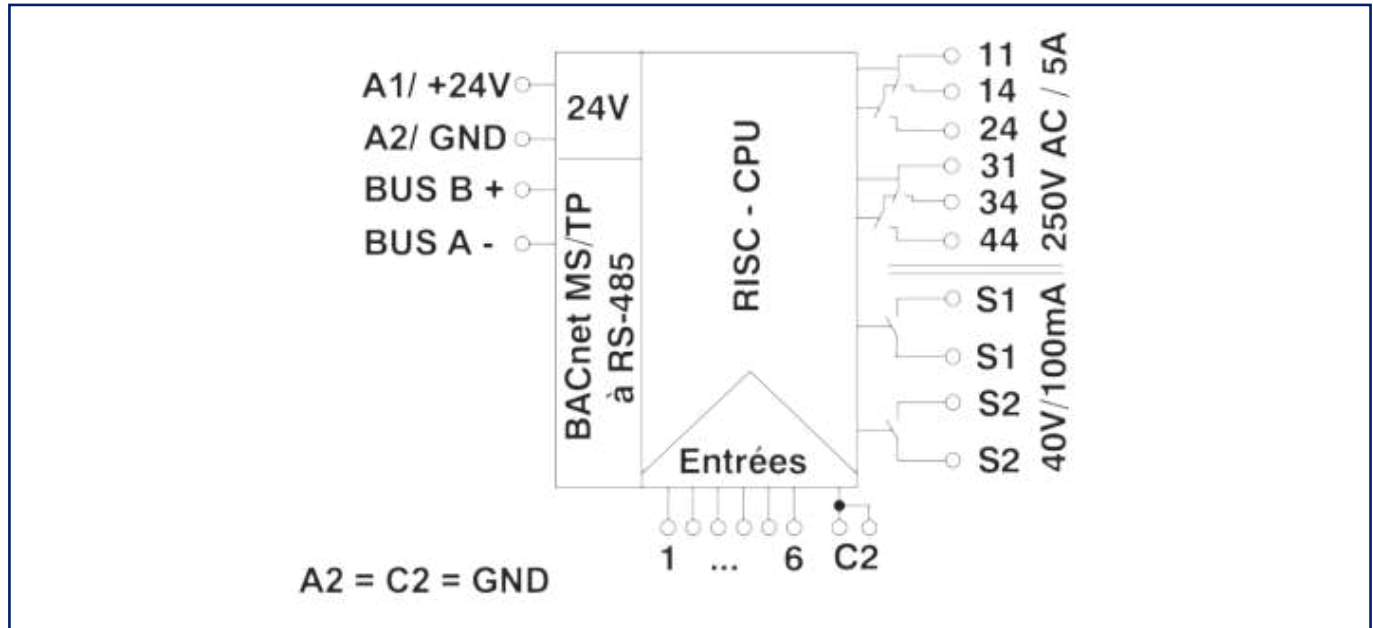 A1/ +24V
A2/ GND
BUS B +
BUS A -
24V
BACnet MS/TP
à RS-485
RISC - CPU
Entrées
11
14
24
31
34
44
250V AC / 5A
S1
S1
S2
S2
40V/100mA
1 ... 6 C2
A2 = C2 = GND